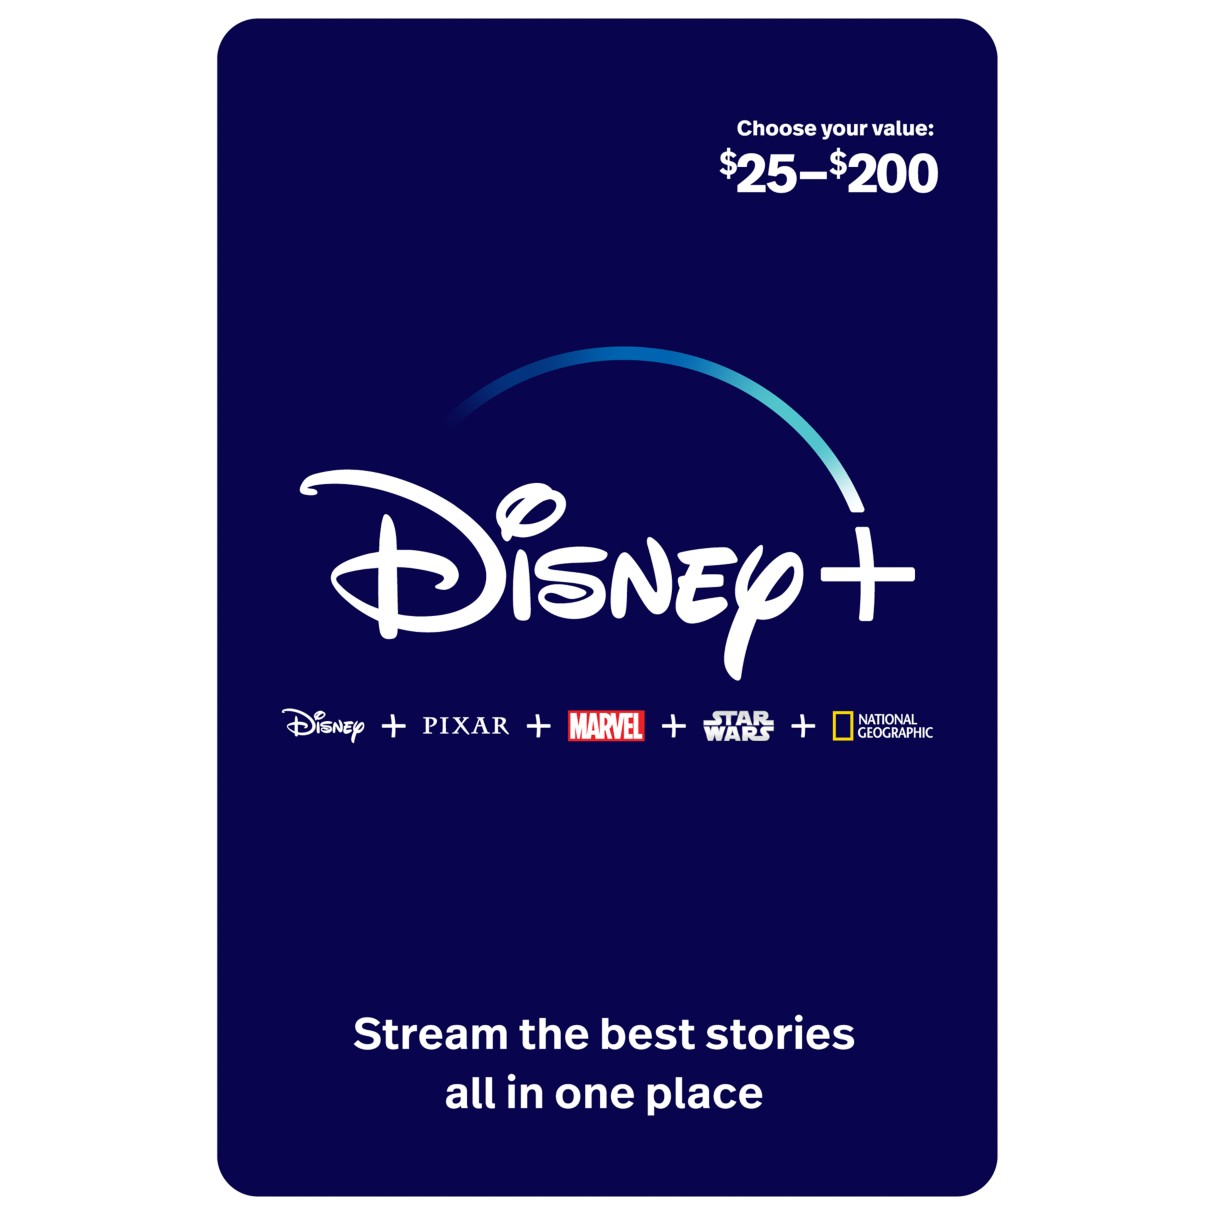 Choose your value:
$25–$200
Disney+
Disney + PIXAR + MARVEL + STAR WARS + NATIONAL GEOGRAPHIC
Stream the best stories
all in one place